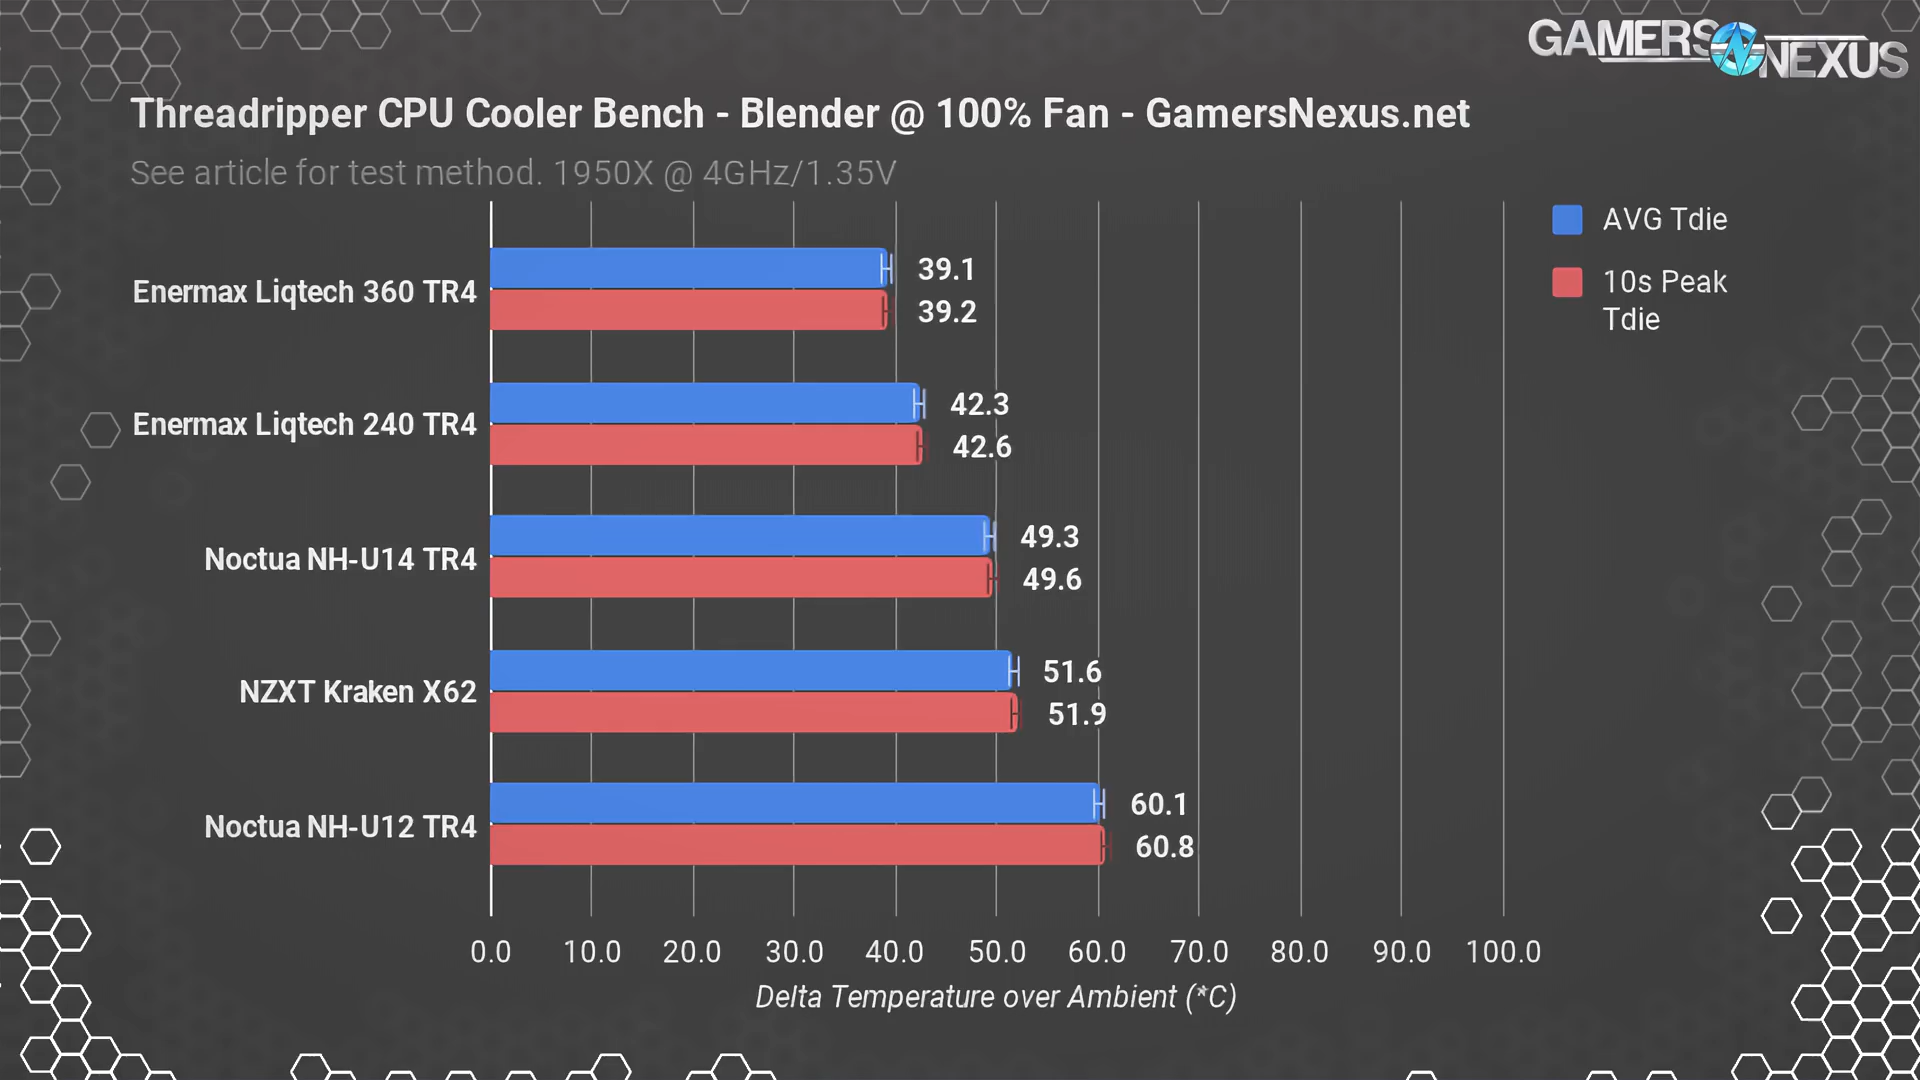 GAMERS NEXUS
Threadripper CPU Cooler Bench - Blender @ 100% Fan - GamersNexus.net
See article for test method. 1950X @ 4GHz/1.35V
AVG Tdie
10s Peak
Tdie
Enermax Liqtech 360 TR4
39.1
39.2
Enermax Liqtech 240 TR4
42.3
42.6
Noctua NH-U14 TR4
49.3
49.6
NZXT Kraken X62
51.6
51.9
Noctua NH-U12 TR4
60.1
60.8
0.0 10.0 20.0 30.0 40.0 50.0 60.0 70.0 80.0 90.0 100.0
Delta Temperature over Ambient (*C)